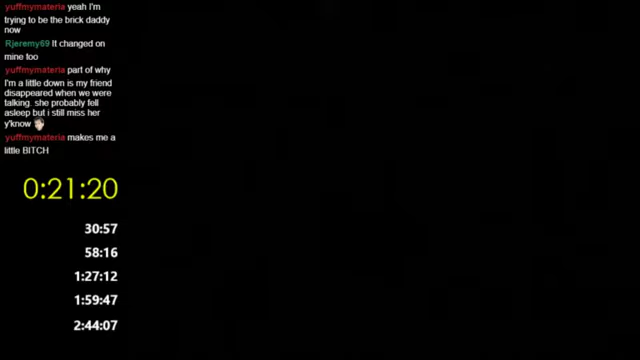 yuffmymateria yeah I'm
trying to be the brick daddy
now
Rjeremy69 It changed on
mine too
yuffmymateria part of why
I'm a little down is my friend
disappeared when we were
talking. she probably fell
asleep but i still miss her
y'know
yuffmymateria makes me a
little BITCH
0:21:20
30:57
58:16
1:27:12
1:59:47
2:44:07